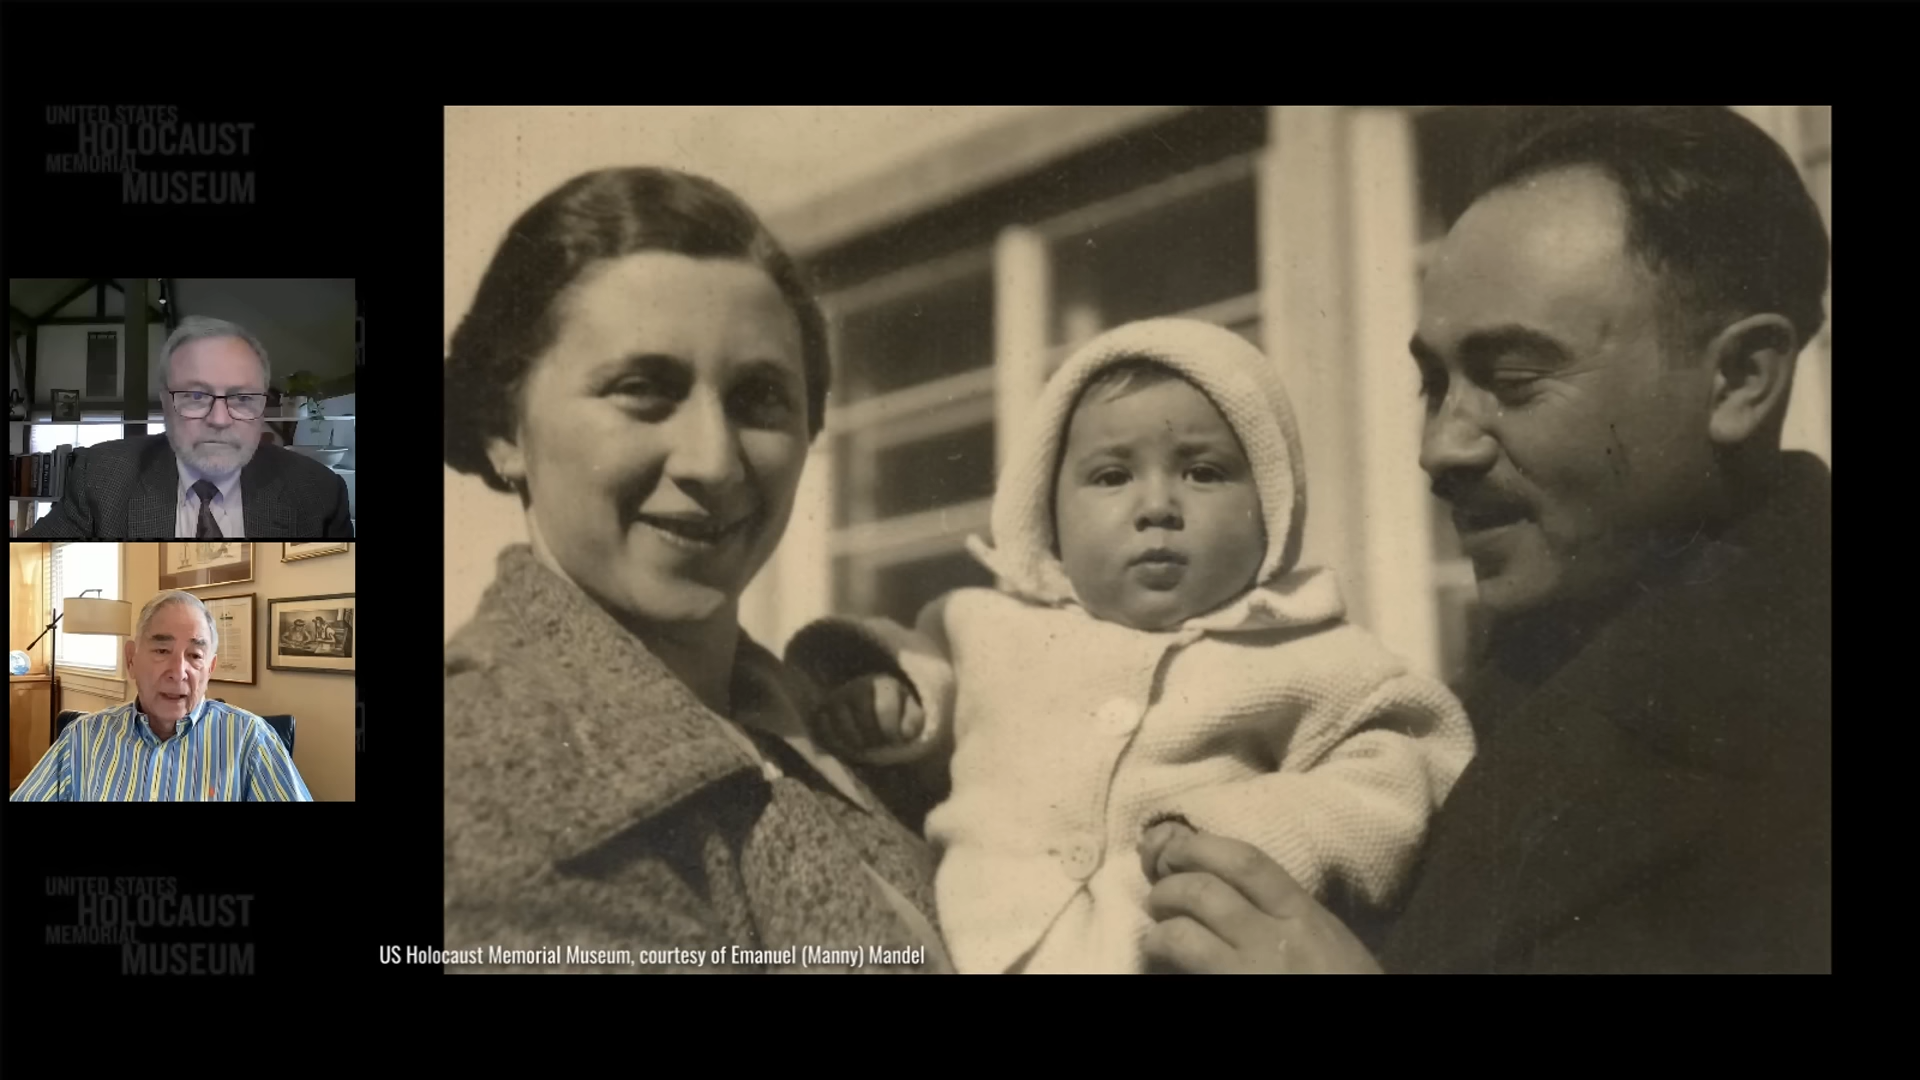 UNITED STATES
HOLOCAUST
MEMORIAL
MUSEUM
US Holocaust Memorial Museum, courtesy of Emanuel (Manny) Mandel
UNITED STATES
HOLOCAUST
MEMORIAL
MUSEUM